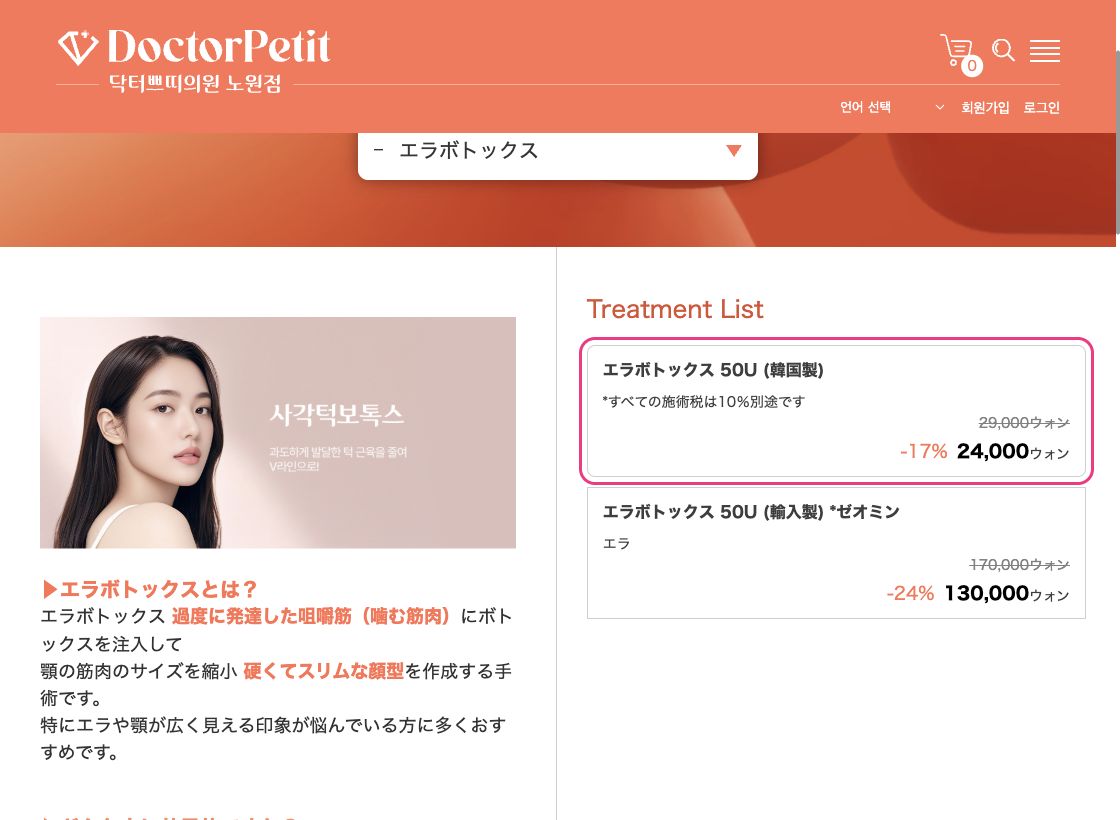 DoctorPetit
닥터쁘띠의원 노원점
0
언어 선택
회원가입
로그인
− エラボトックス
사각턱보톡스
과도하게 발달한 턱 근육을 줄여
V라인으로!
▶エラボトックスとは？
エラボトックス 過度に発達した咀嚼筋（噛む筋肉）にボト
ックスを注入して
顎の筋肉のサイズを縮小 硬くてスリムな顔型を作成する手
術です。
特にエラや顎が広く見える印象が悩んでいる方に多くおす
すめです。
Treatment List
エラボトックス 50U (韓国製)
*すべての施術税は10%別途です
29,000ウォン
-17% 24,000ウォン
エラボトックス 50U (輸入製) *ゼオミン
エラ
170,000ウォン
-24% 130,000ウォン